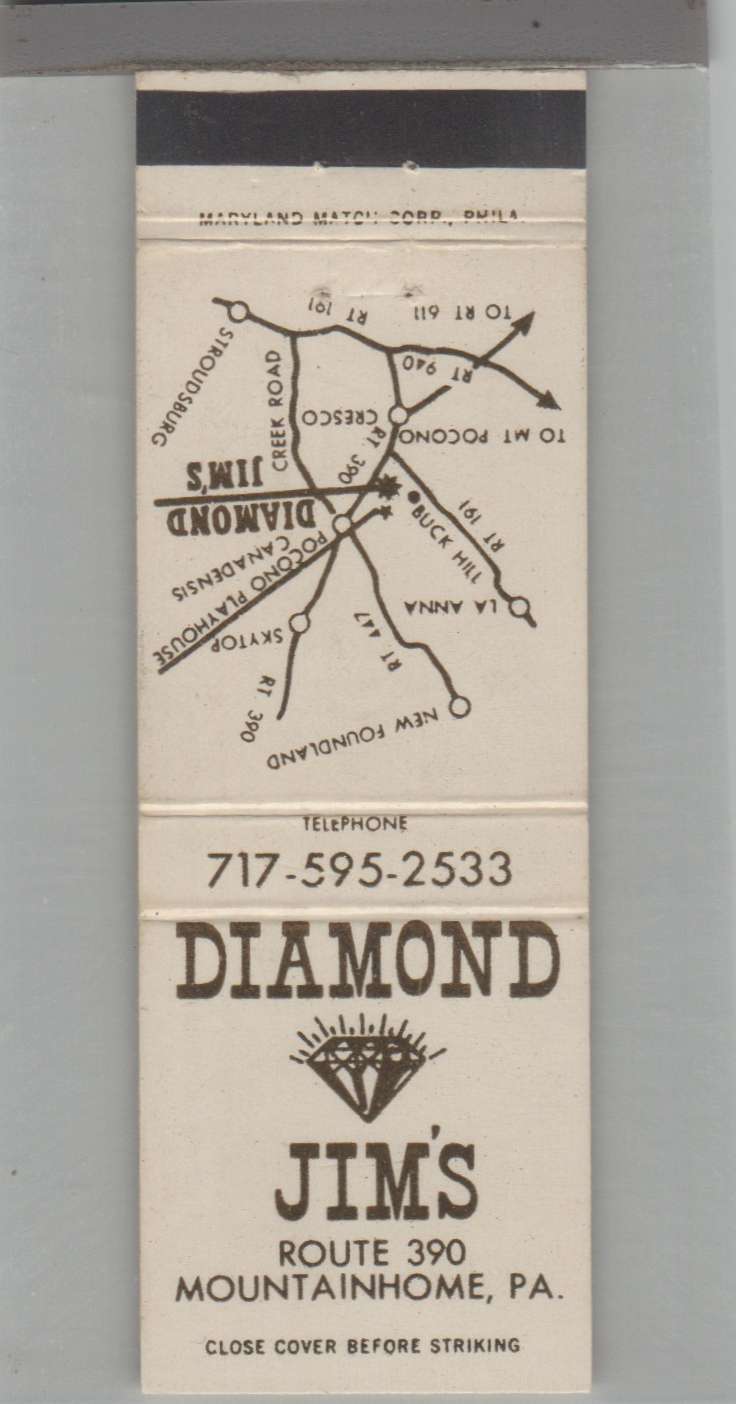 MARYLAND MATCH CORP., PHILA.
TO RT 611
RT 191
RT 940
STROUDSBURG
CREEK ROAD
CRESCO
TO MT POCONO
RT. 390
DIAMOND
JIM'S
BUCK HILL
RT 191
POCONO PLAYHOUSE
CANADENSIS
LA ANNA
SKYTOP
RT 447
RT 390
NEW FOUNDLAND
TELEPHONE
717-595-2533
DIAMOND
JIM'S
ROUTE 390
MOUNTAINHOME, PA.
CLOSE COVER BEFORE STRIKING